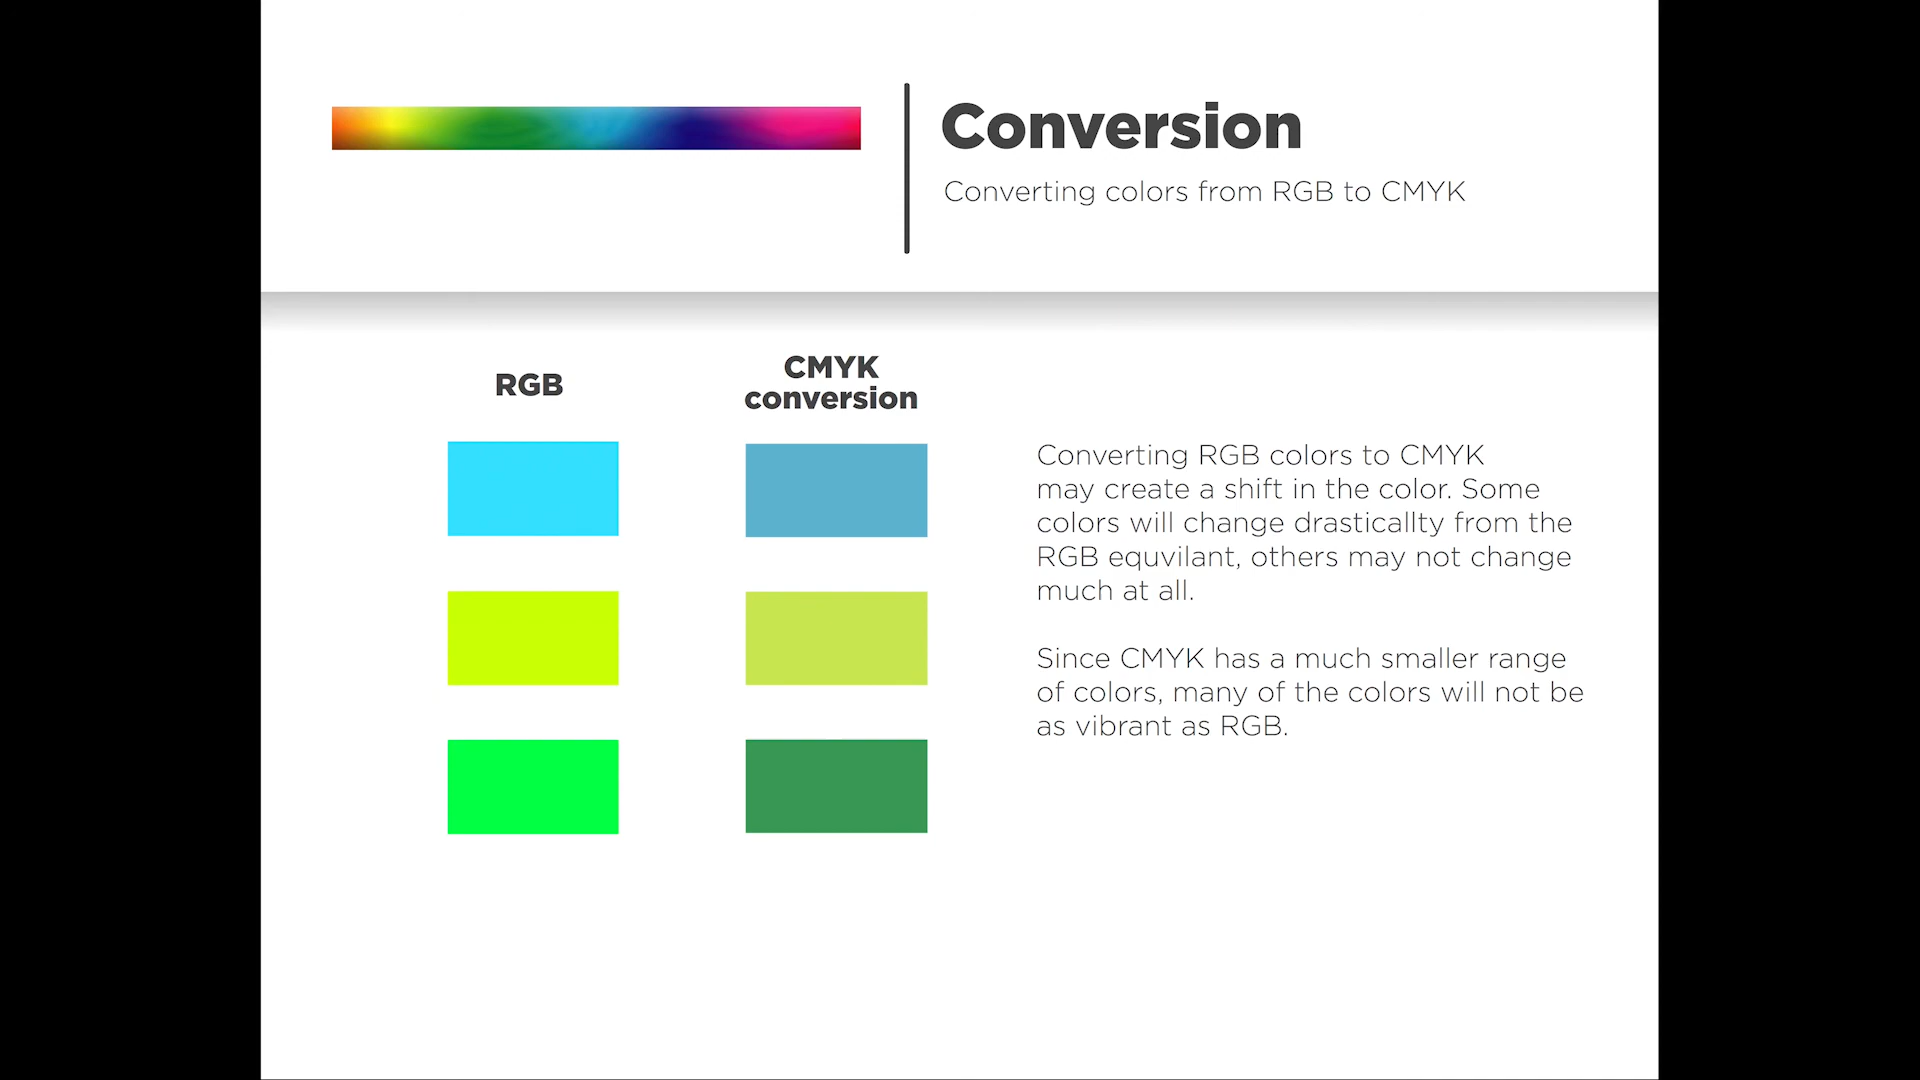 Conversion
Converting colors from RGB to CMYK
RGB
CMYK
conversion
Converting RGB colors to CMYK
may create a shift in the color. Some
colors will change drasticallty from the
RGB equvilant, others may not change
much at all.
Since CMYK has a much smaller range
of colors, many of the colors will not be
as vibrant as RGB.